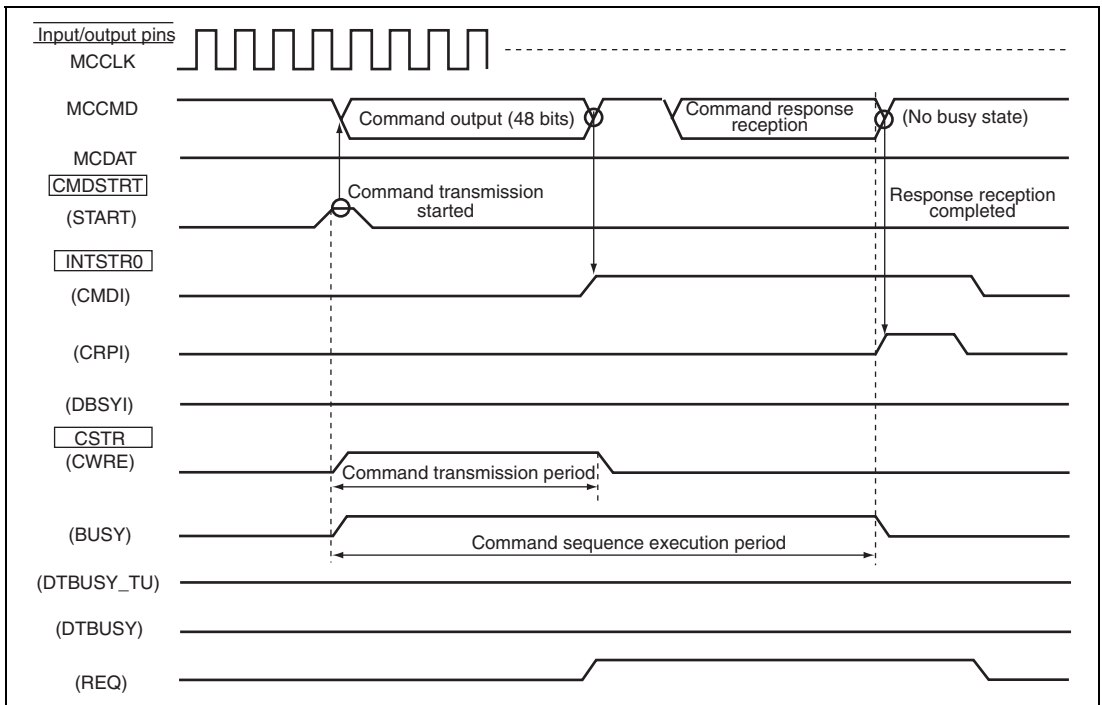 Input/output pins
MCCLK
MCCMD
Command output (48 bits)
Command response
reception
(No busy state)
MCDAT
CMDSTRT
(START)
Command transmission
started
Response reception
completed
INTSTR0
(CMDI)
(CRPI)
(DBSYI)
CSTR
(CWRE)
Command transmission period
(BUSY)
Command sequence execution period
(DTBUSY_TU)
(DTBUSY)
(REQ)